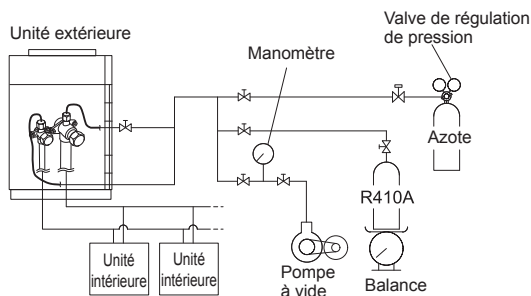 Unité extérieure
Valve de régulation
de pression
Manomètre
Azote
R410A
Unité
intérieure
Unité
intérieure
Pompe
à vide
Balance